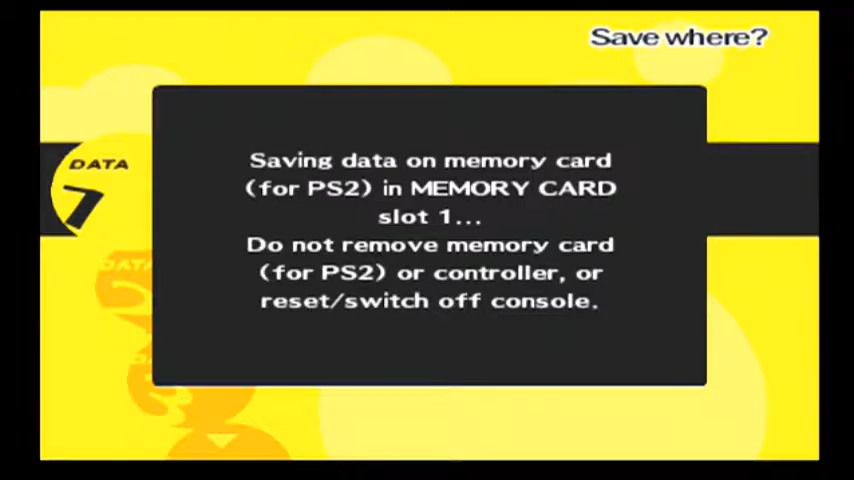 Save where?
DATA
1
Saving data on memory card
(for PS2) in MEMORY CARD
slot 1...
Do not remove memory card
(for PS2) or controller, or
reset/switch off console.
DATA